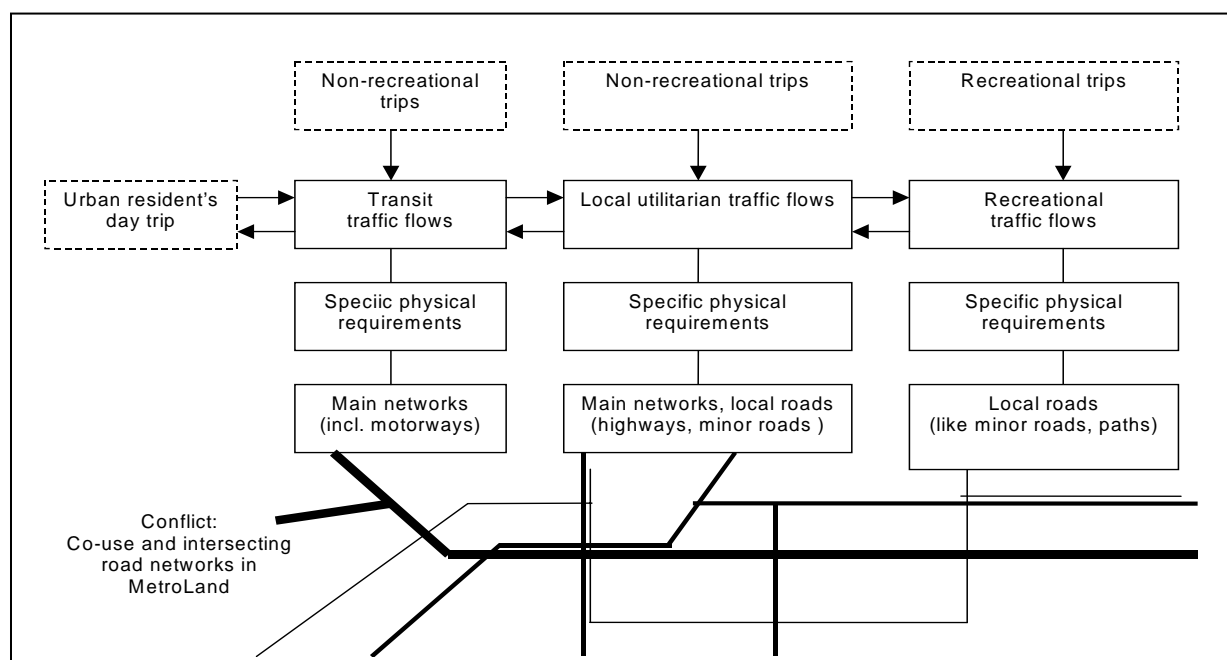 Non-recreational
trips
Non-recreational trips
Recreational trips
Urban resident's
day trip
Transit
traffic flows
Local utilitarian traffic flows
Recreational
traffic flows
Speciic physical
requirements
Specific physical
requirements
Specific physical
requirements
Main networks
(incl. motorways)
Main networks, local roads
(highways, minor roads )
Local roads
(like minor roads, paths)
Conflict:
Co-use and intersecting
road networks in
MetroLand